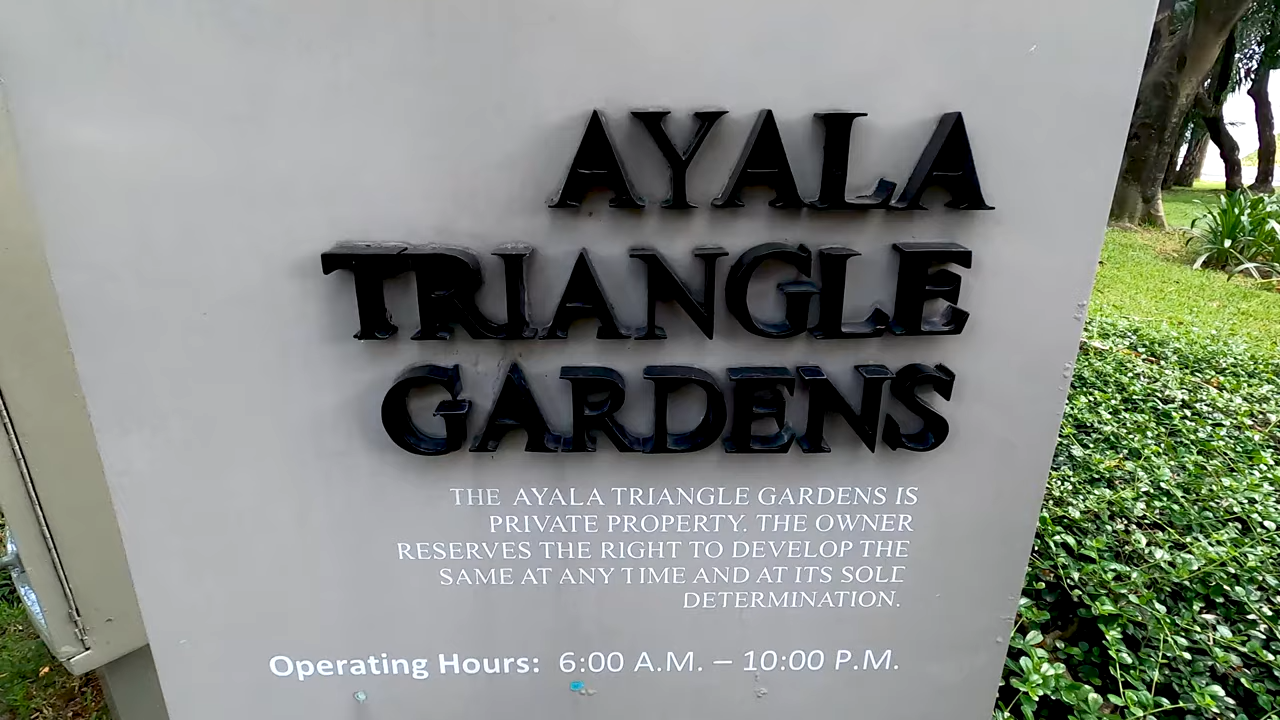 AYALA
TRIANGLE
GARDENS
THE AYALA TRIANGLE GARDENS IS
PRIVATE PROPERTY. THE OWNER
RESERVES THE RIGHT TO DEVELOP THE
SAME AT ANY TIME AND AT ITS SOLE
DETERMINATION.
Operating Hours: 6:00 A.M. – 10:00 P.M.